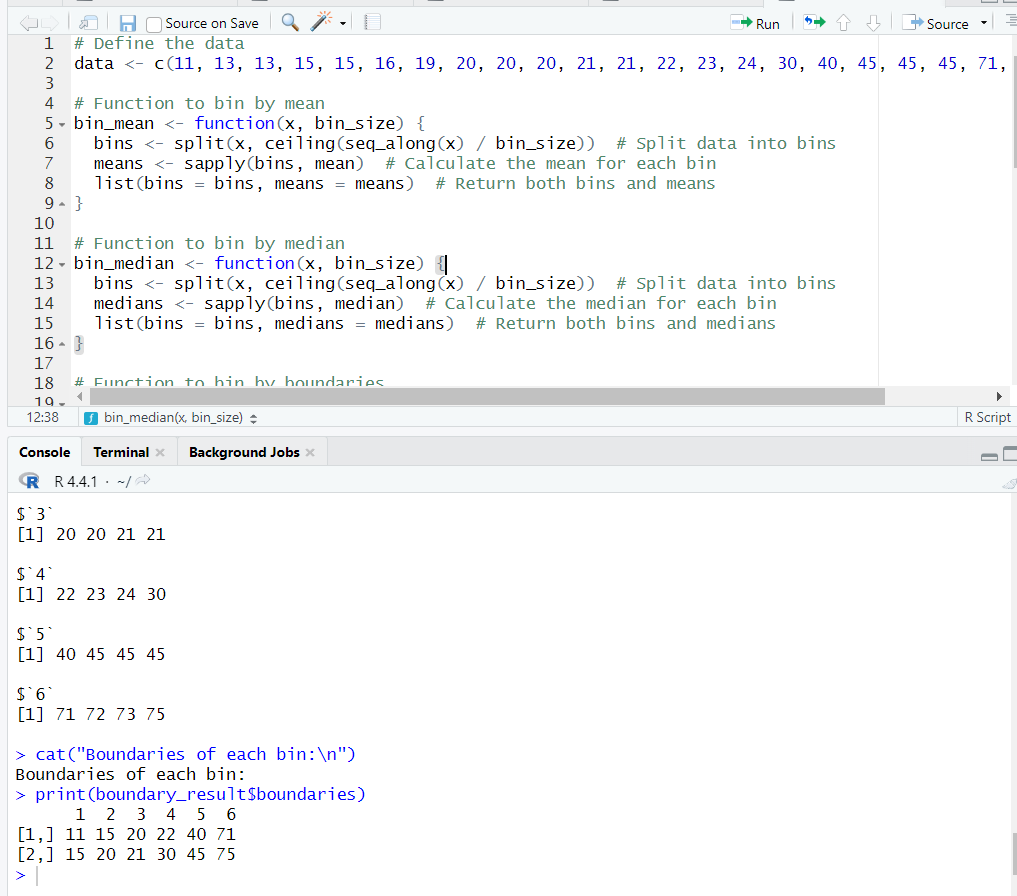 Source on Save
Run
Source
1 # Define the data
2 data <- c(11, 13, 13, 15, 15, 16, 19, 20, 20, 20, 21, 21, 22, 23, 24, 30, 40, 45, 45, 45, 71,
3
4 # Function to bin by mean
5 bin_mean <- function(x, bin_size) {
6   bins <- split(x, ceiling(seq_along(x) / bin_size))  # Split data into bins
7   means <- sapply(bins, mean)  # Calculate the mean for each bin
8   list(bins = bins, means = means)  # Return both bins and means
9 }
10
11 # Function to bin by median
12 bin_median <- function(x, bin_size) {
13   bins <- split(x, ceiling(seq_along(x) / bin_size))  # Split data into bins
14   medians <- sapply(bins, median)  # Calculate the median for each bin
15   list(bins = bins, medians = medians)  # Return both bins and medians
16 }
17
18 # Function to bin by boundaries
19
12:38 bin_median(x, bin_size) R Script
Console Terminal Background Jobs
R R 4.4.1 · ~/
$`3`
[1] 20 20 21 21
$`4`
[1] 22 23 24 30
$`5`
[1] 40 45 45 45
$`6`
[1] 71 72 73 75
> cat("Boundaries of each bin:\n")
Boundaries of each bin:
> print(boundary_result$boundaries)
      1  2  3  4  5  6
[1,] 11 15 20 22 40 71
[2,] 15 20 21 30 45 75
>